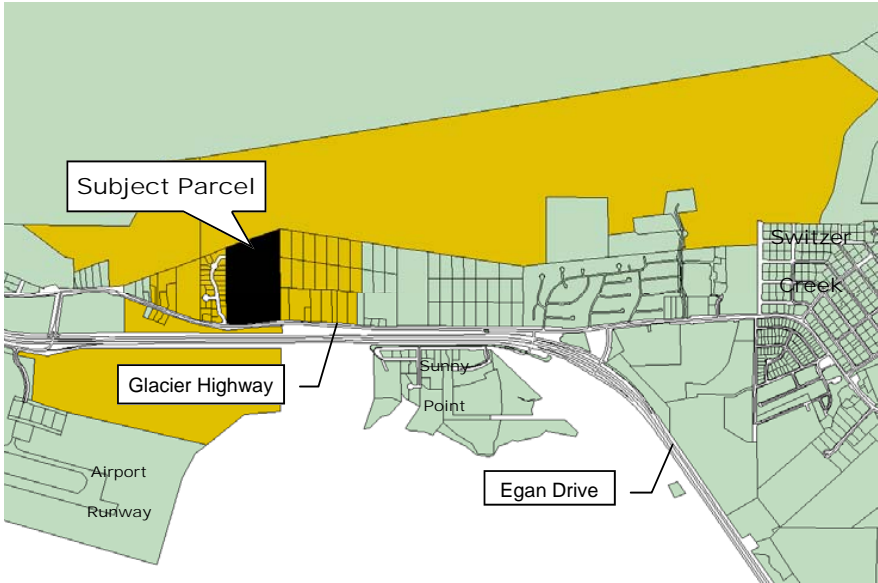 Subject Parcel
Switzer
Creek
Glacier Highway
Sunny
Point
Airport
Runway
Egan Drive